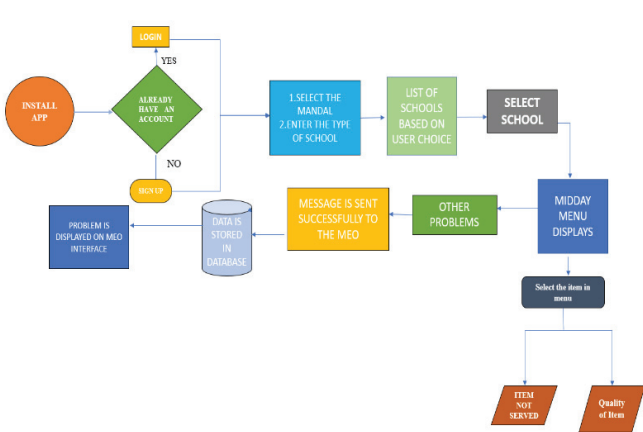 LOGIN
YES
INSTALL
APP
ALREADY
HAVE AN
ACCOUNT
NO
SIGN UP
1.SELECT THE
MANDAL
2.ENTER THE TYPE
OF SCHOOL
LIST OF
SCHOOLS
BASED ON
USER CHOICE
SELECT
SCHOOL
MIDDAY
MENU
DISPLAYS
OTHER
PROBLEMS
MESSAGE IS SENT
SUCCESSFULLY TO
THE MEO
DATA IS
STORED
IN
DATABASE
PROBLEM IS
DISPLAYED ON MEO
INTERFACE
Select the item in
menu
ITEM
NOT
SERVED
Quality
of Item